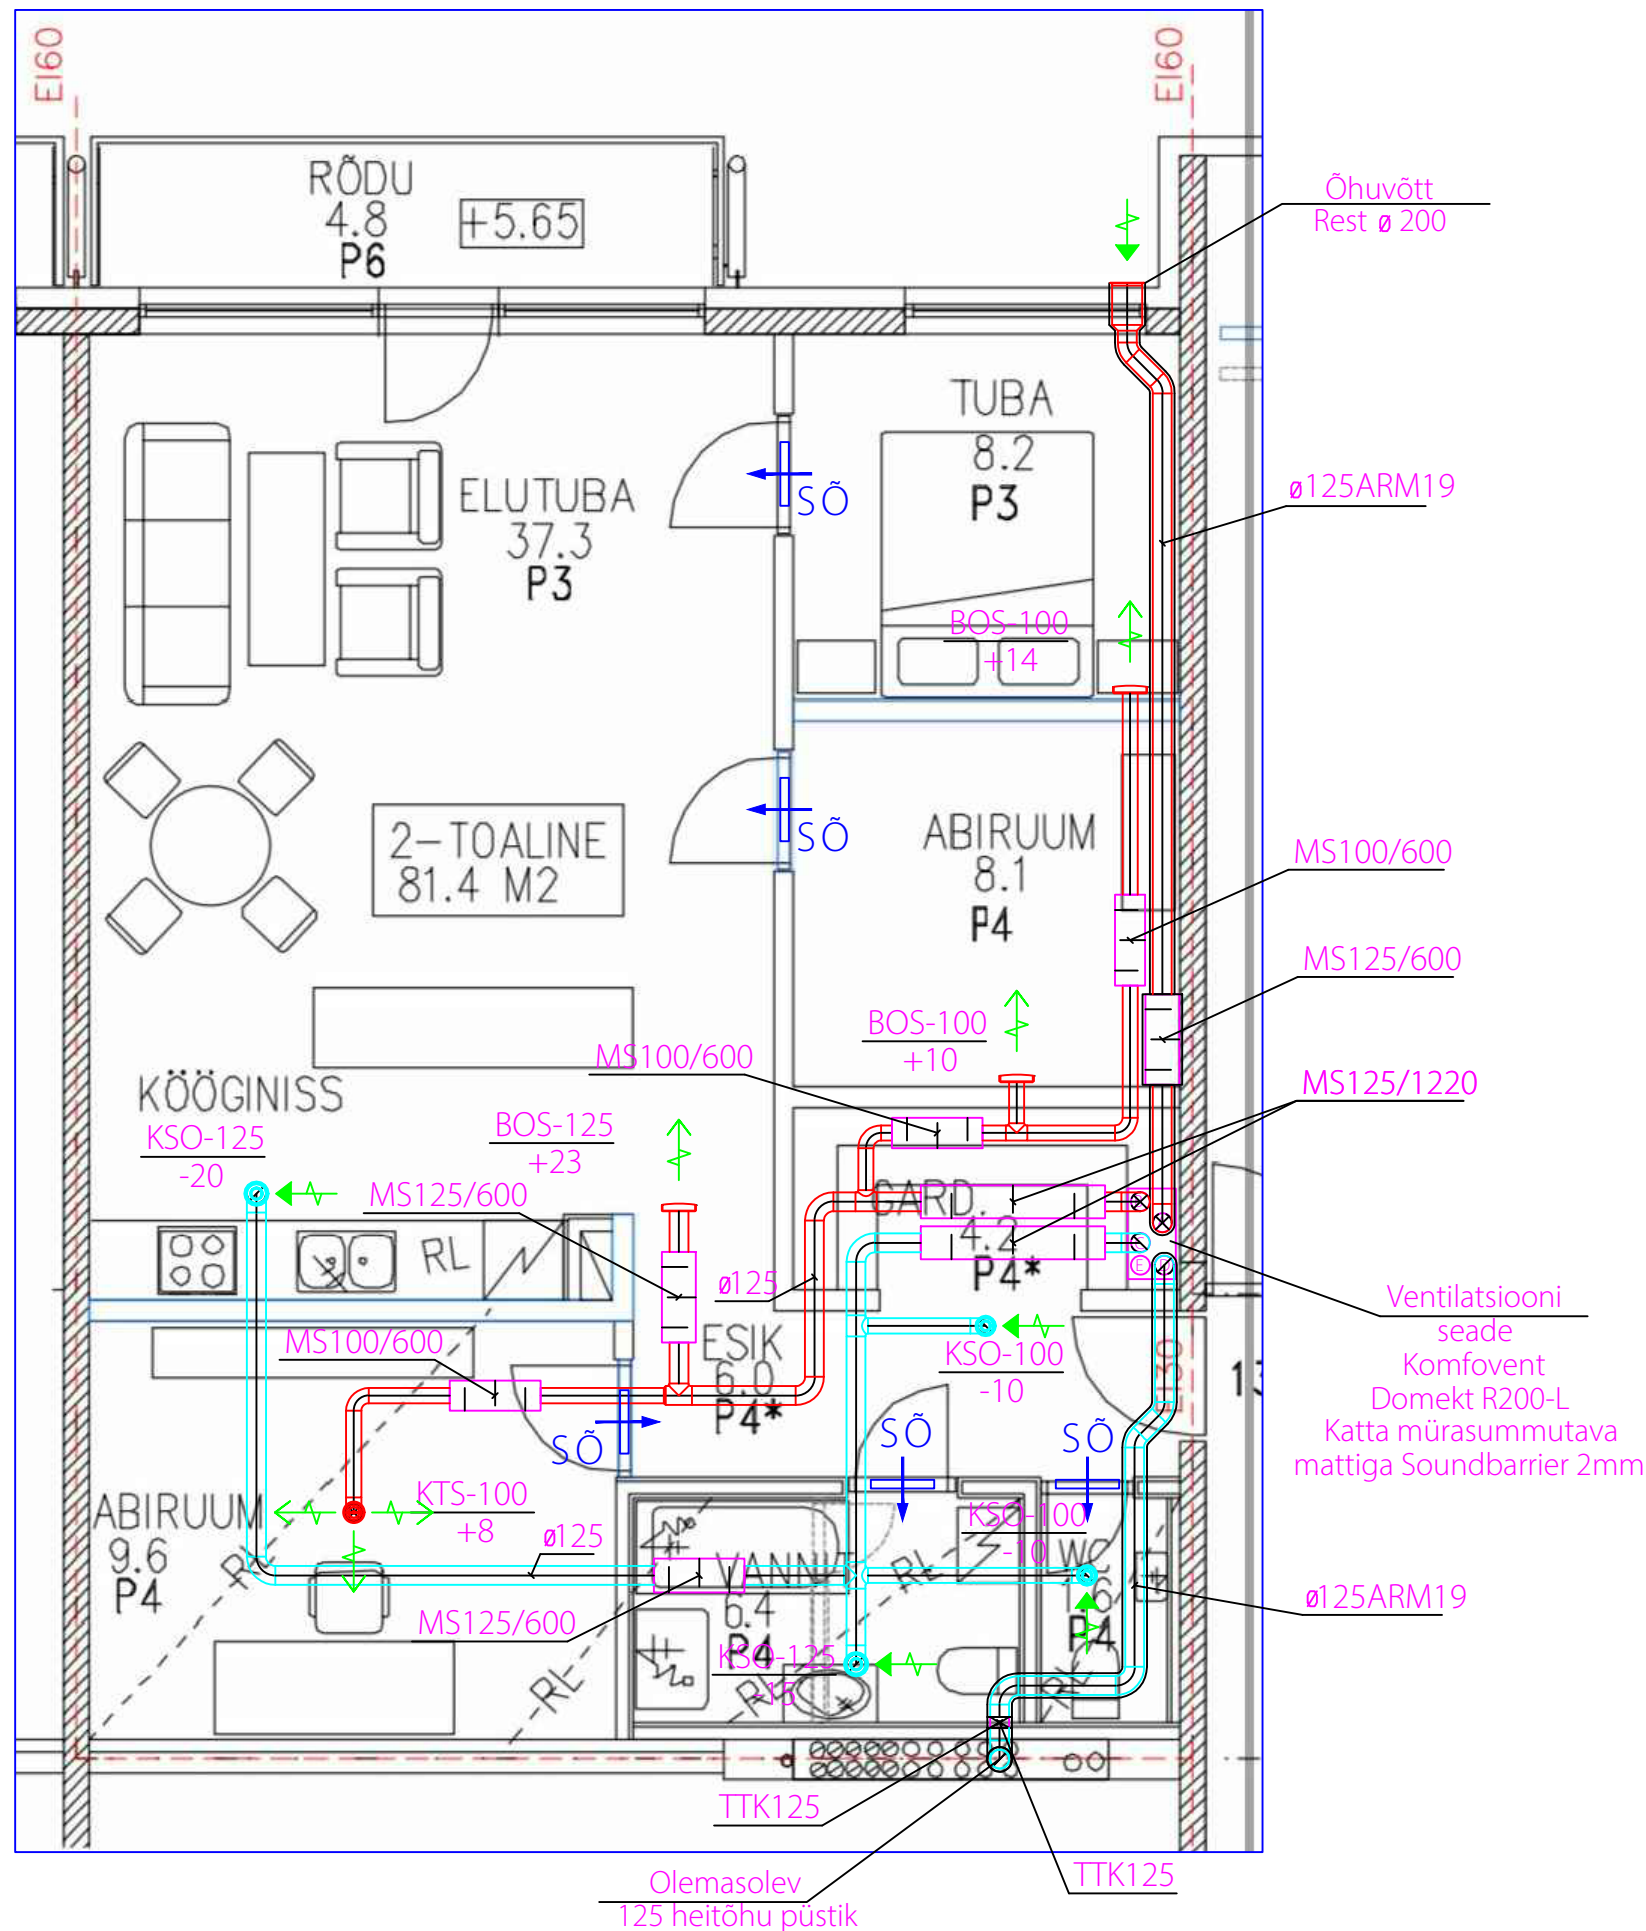 EI60
EI60
RÕDU
4.8
P6
+5.65
Õhuvõtt
Rest ø 200
TUBA
8.2
P3
ELUTUBA
37.3
P3
SÕ
ø125ARM19
BOS-100
+14
2-TOALINE
81.4 M2
SÕ
ABIRUUM
8.1
P4
MS100/600
MS125/600
BOS-100
+10
MS100/600
MS125/1220
KÖÖGINISS
KSO-125
-20
BOS-125
+23
MS125/600
GARD.
4.2
P4*
RL
ø125
E
Ventilatsiooni
seade
Komfovent
Domekt R200-L
Katta mürasummutava
mattiga Soundbarrier 2mm
MS100/600
ESIK
6.0
P4*
KSO-100
-10
EI30
SÕ
SÕ
SÕ
ABIRUUM
9.6
P4
KTS-100
+8
KSO-100
-10
ø125
RL
VANNIT
6.4
P4
RL
WC
P4
MS125/600
ø125ARM19
KSO-125
-15
RL
RL
RL
TTK125
TTK125
Olemasolev
125 heitõhu püstik